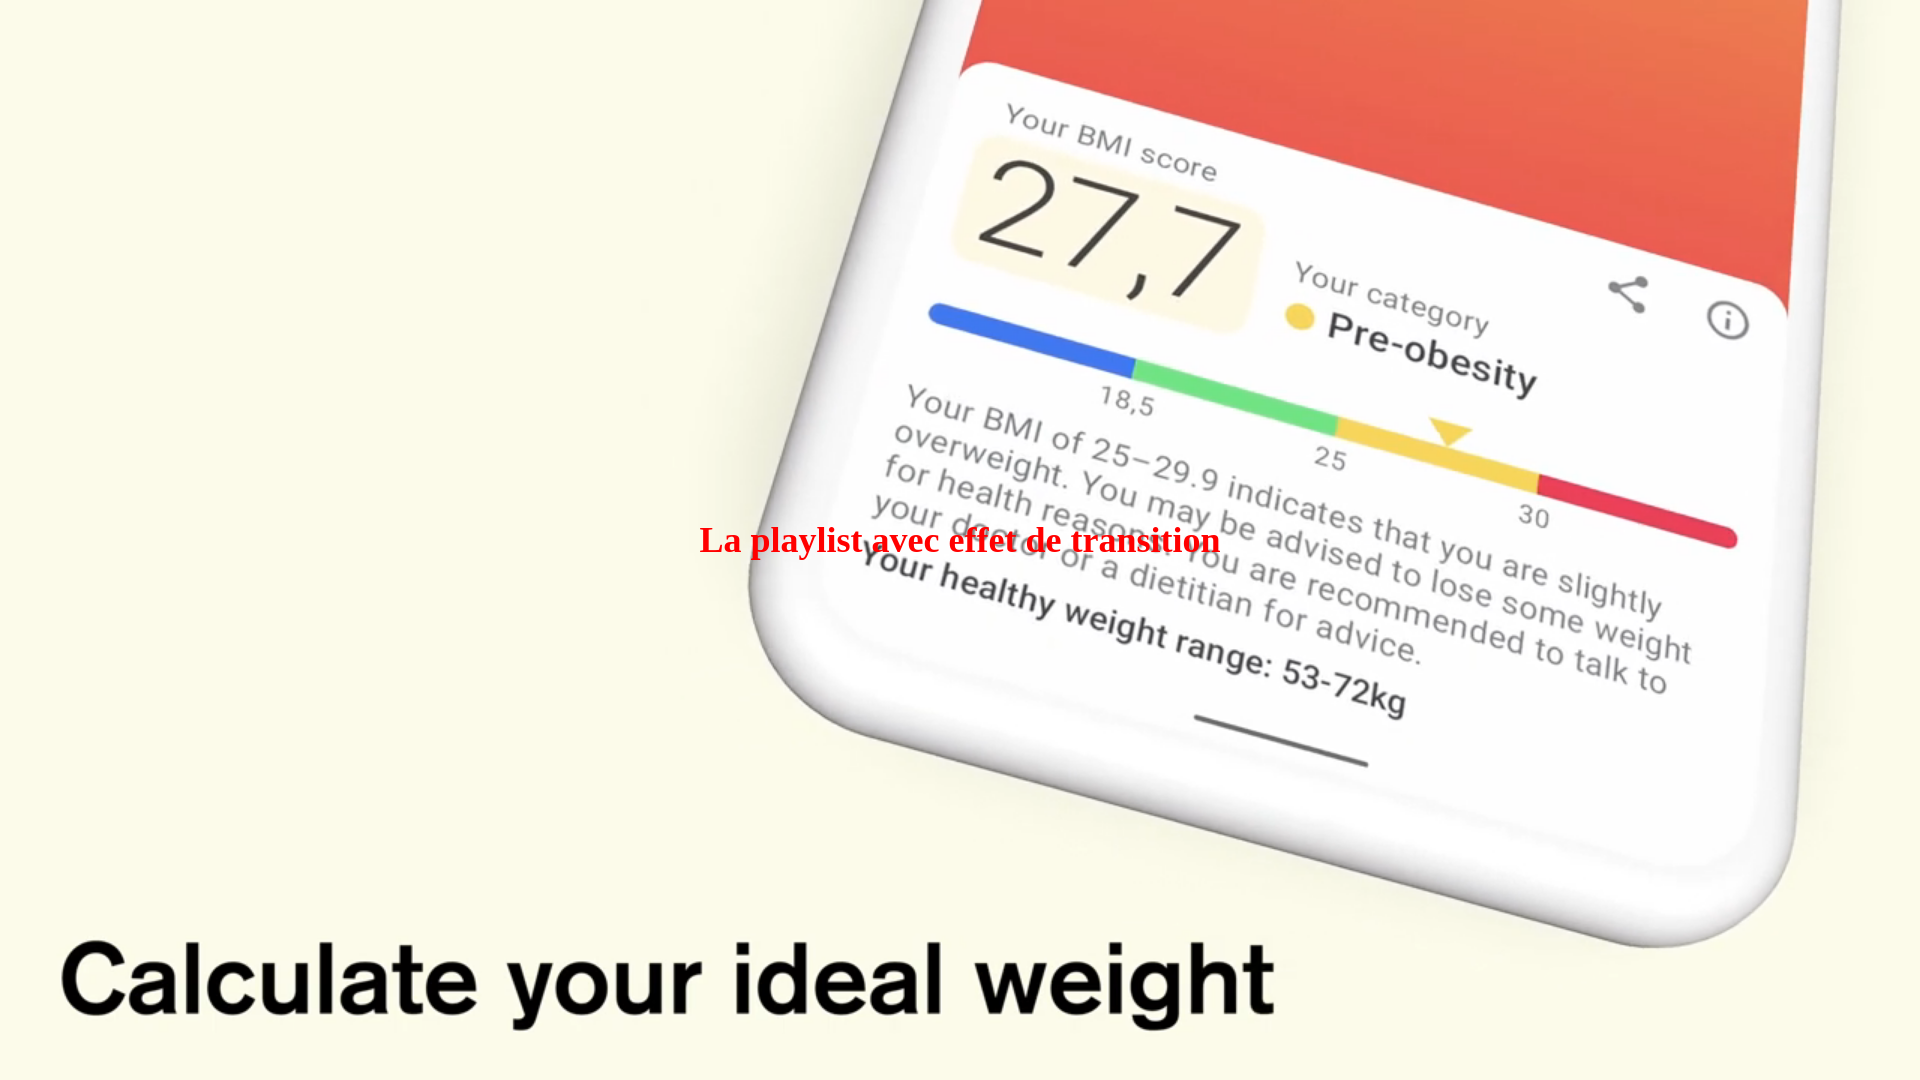 Your BMI score
27,7
Your category
Pre-obesity
18,5
25
30
Your BMI of 25–29.9 indicates that you are slightly
overweight. You may be advised to lose some weight
for health reasons. You are recommended to talk to
your doctor or a dietitian for advice.
La playlist avec effet de transition
Your healthy weight range: 53-72kg
Calculate your ideal weight